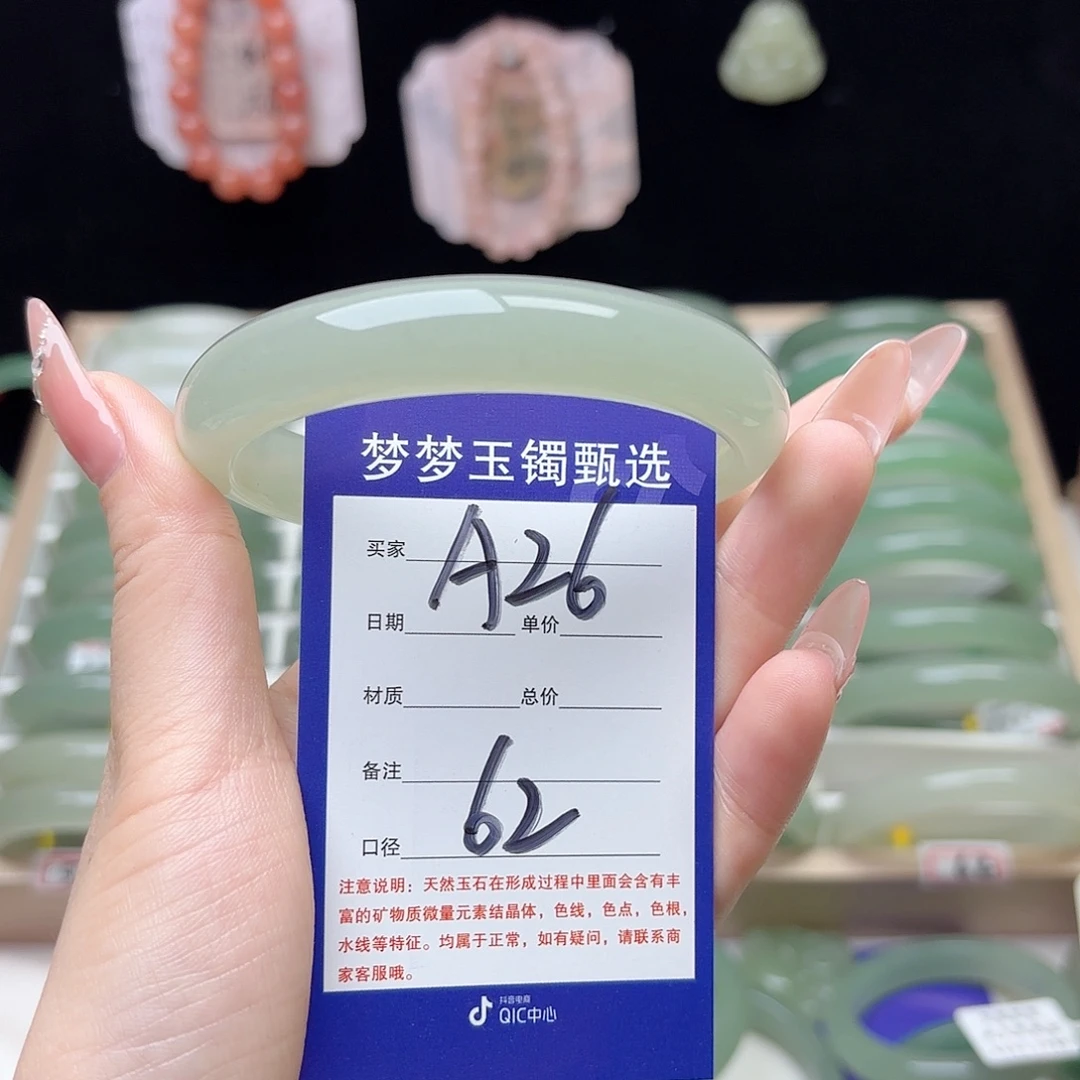 梦梦玉镯甄选
买家 A26
日期 单价
材质 总价
备注
口径 62
注意说明：天然玉石在形成过程中里面会含有丰
富的矿物质微量元素结晶体，色线，色点，色根，
水线等特征。均属于正常，如有疑问，请联系商
家客服哦。
抖音电商
QIC中心